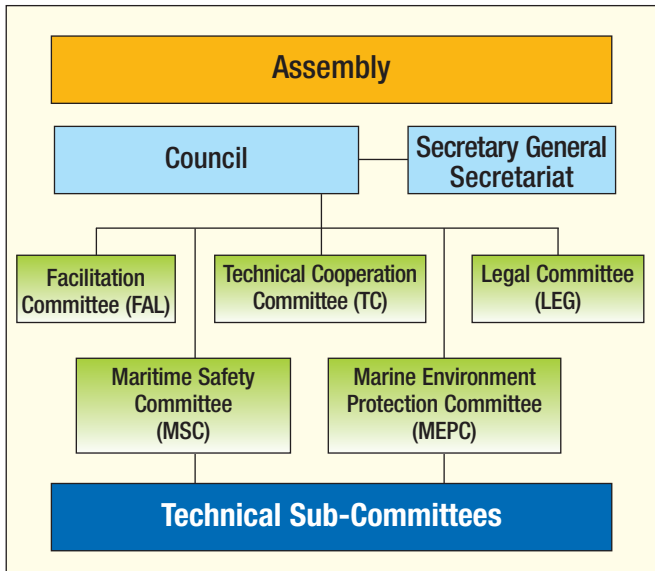 Assembly
Council
Secretary General
Secretariat
Facilitation
Committee (FAL)
Technical Cooperation
Committee (TC)
Legal Committee
(LEG)
Maritime Safety
Committee
(MSC)
Marine Environment
Protection Committee
(MEPC)
Technical Sub-Committees